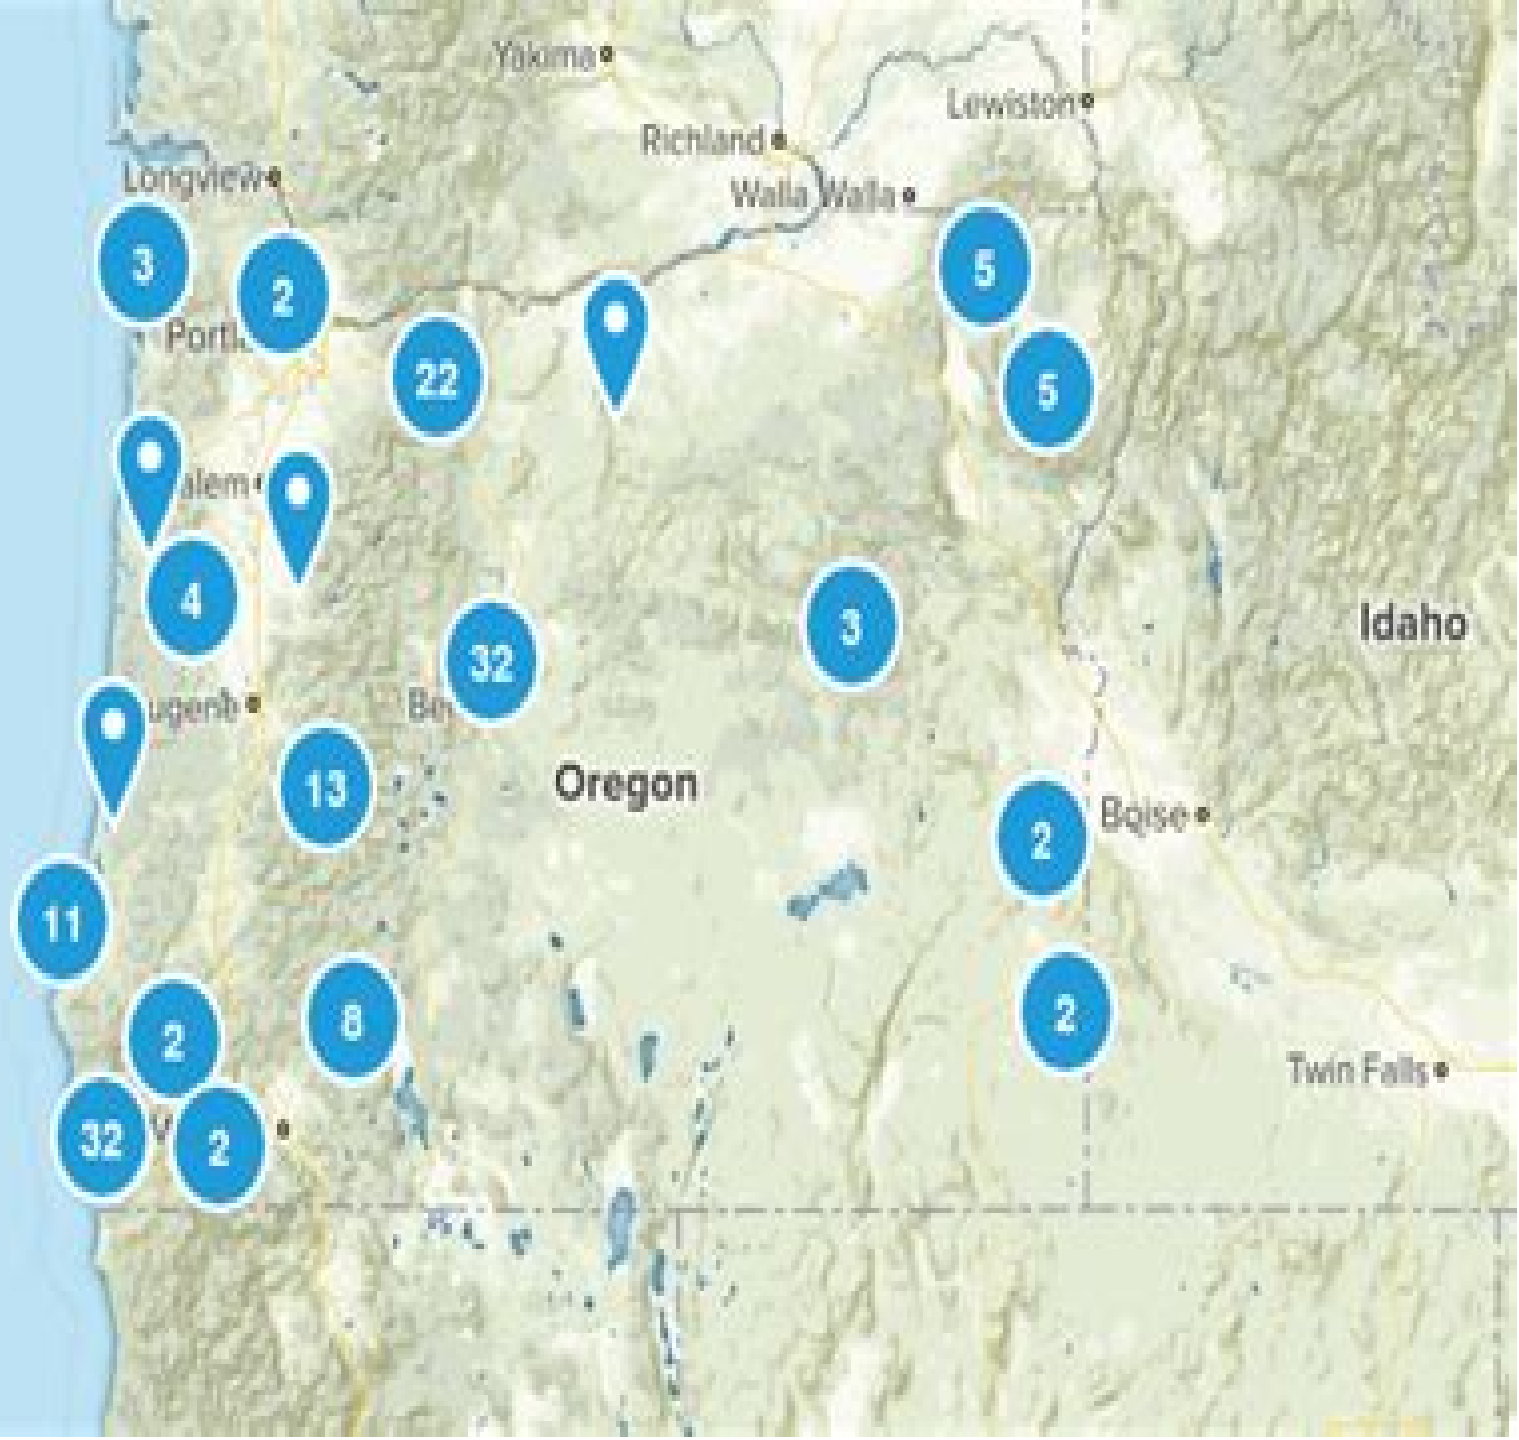 Yakima
Lewiston
Richland
Walla Walla
Longview
3
2
5
Portl
22
5
alem
4
3
32
ugene
Be
13
Oregon
Idaho
2
Boise
11
8
2
2
Twin Falls
32
2